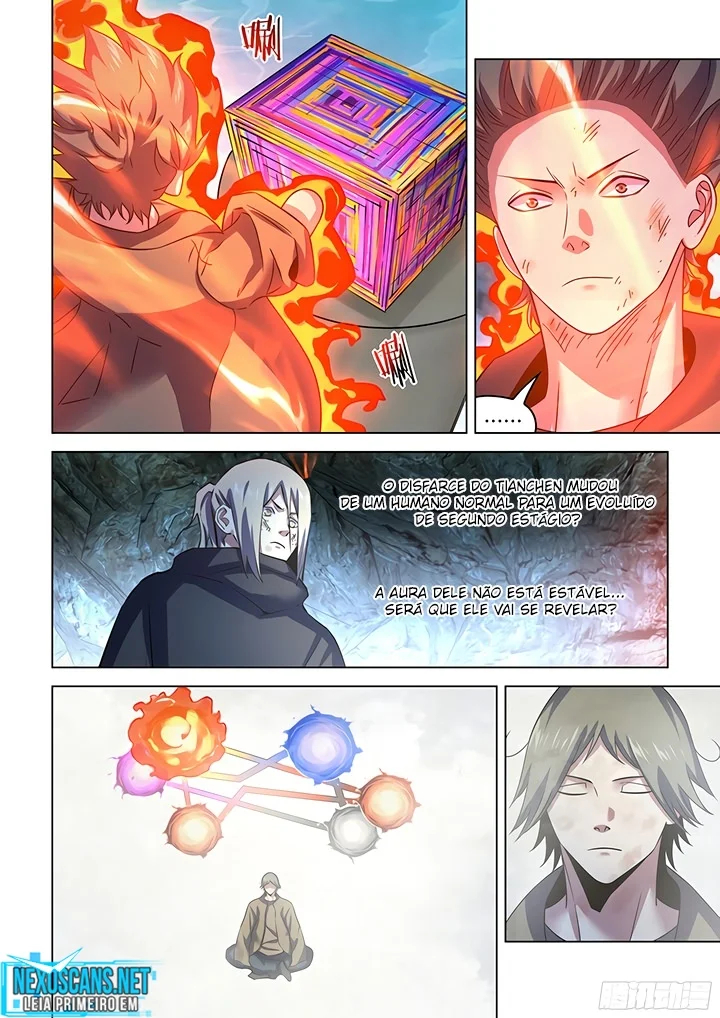 ……
O DISFARCE DO TIANCHEN MUDOU
DE UM HUMANO NORMAL PARA UM EVOLUÍDO
DE SEGUNDO ESTÁGIO?
A AURA DELE NÃO ESTÁ ESTÁVEL...
SERÁ QUE ELE VAI SE REVELAR?
NEXOSCANS.NET
LEIA PRIMEIRO EM